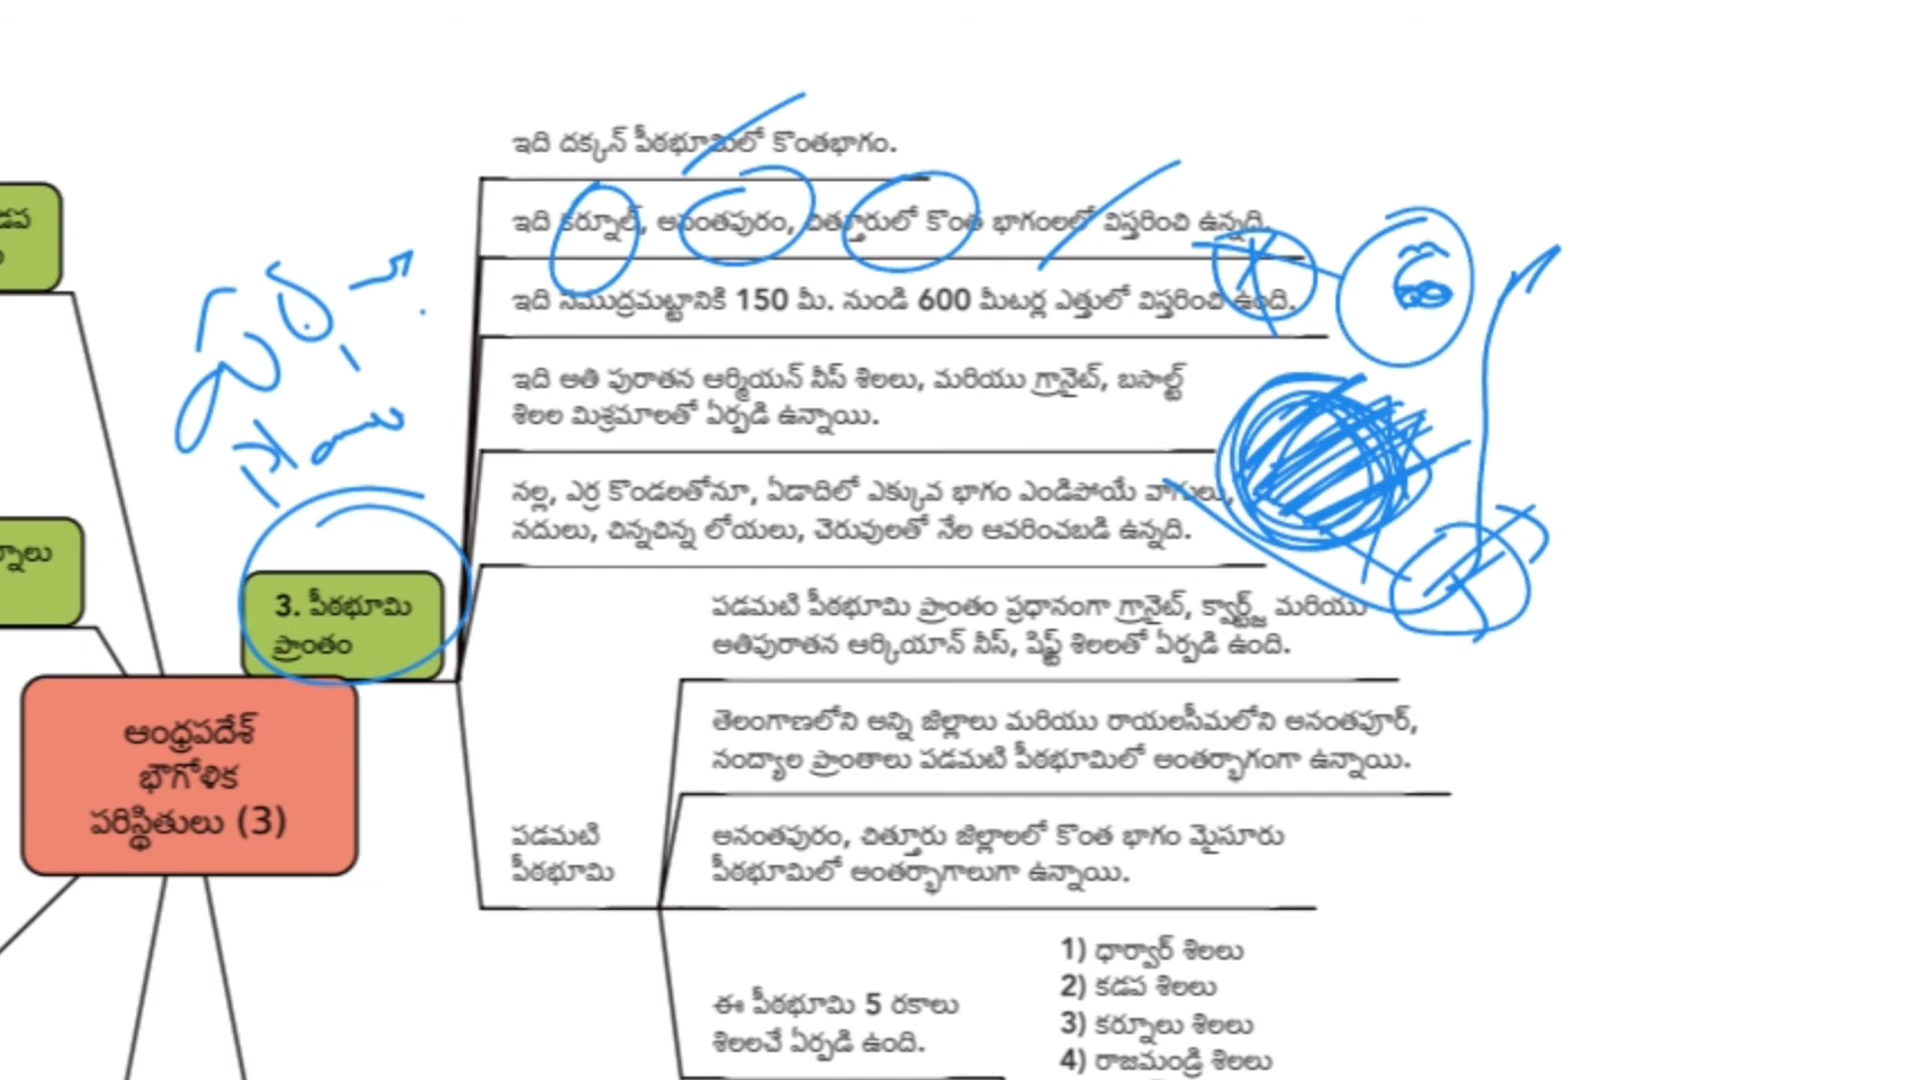 ఇది దక్కన్ పీఠభూమిలో కొంతభాగం.
ఇది కర్నూల్, అనంతపురం, చిత్తూరులో కొంత భాగంలలో విస్తరించి ఉన్నది.
ఇది సముద్రమట్టానికి 150 మీ. నుండి 600 మీటర్ల ఎత్తులో విస్తరించి ఉంది.
ఇది అతి పురాతన ఆర్మియన్ నీస్ శిలలు, మరియు గ్రానైట్, బసాల్ట్
శిలల మిశ్రమాలతో ఏర్పడి ఉన్నాయి.
నల్ల, ఎర్ర కొండలతోనూ, ఏడాదిలో ఎక్కువ భాగం ఎండిపోయే వాగులు,
నదులు, చిన్నచిన్న లోయలు, చెరువులతో నేల ఆవరించబడి ఉన్నది.
3. పీఠభూమి
ప్రాంతం
పడమటి పీఠభూమి ప్రాంతం ప్రధానంగా గ్రానైట్, క్వార్ట్జ్ మరియు
అతిపురాతన ఆర్కియాన్ నీస్, షిఫ్ట్ శిలలతో ఏర్పడి ఉంది.
తెలంగాణలోని అన్ని జిల్లాలు మరియు రాయలసీమలోని అనంతపూర్,
నంద్యాల ప్రాంతాలు పడమటి పీఠభూమిలో అంతర్భాగంగా ఉన్నాయి.
ఆంధ్రపదేశ్
భౌగోళిక
పరిస్థితులు (3)
పడమటి
పీఠభూమి
అనంతపురం, చిత్తూరు జిల్లాలలో కొంత భాగం మైసూరు
పీఠభూమిలో అంతర్భాగాలుగా ఉన్నాయి.
ఈ పీఠభూమి 5 రకాలు
శిలలచే ఏర్పడి ఉంది.
1) ధార్వార్ శిలలు
2) కడప శిలలు
3) కర్నూలు శిలలు
4) రాజమండ్రి శిలలు